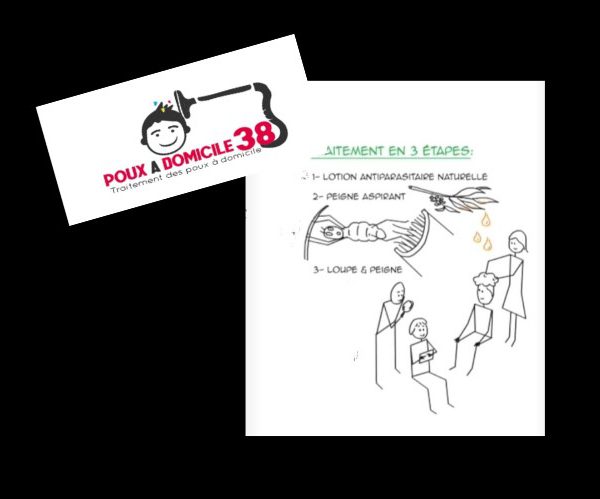 POUX A DOMICILE 38
Traitement des poux à domicile
AITEMENT EN 3 ÉTAPES:
1- LOTION ANTIPARASITAIRE NATURELLE
2- PEIGNE ASPIRANT
3- LOUPE & PEIGNE